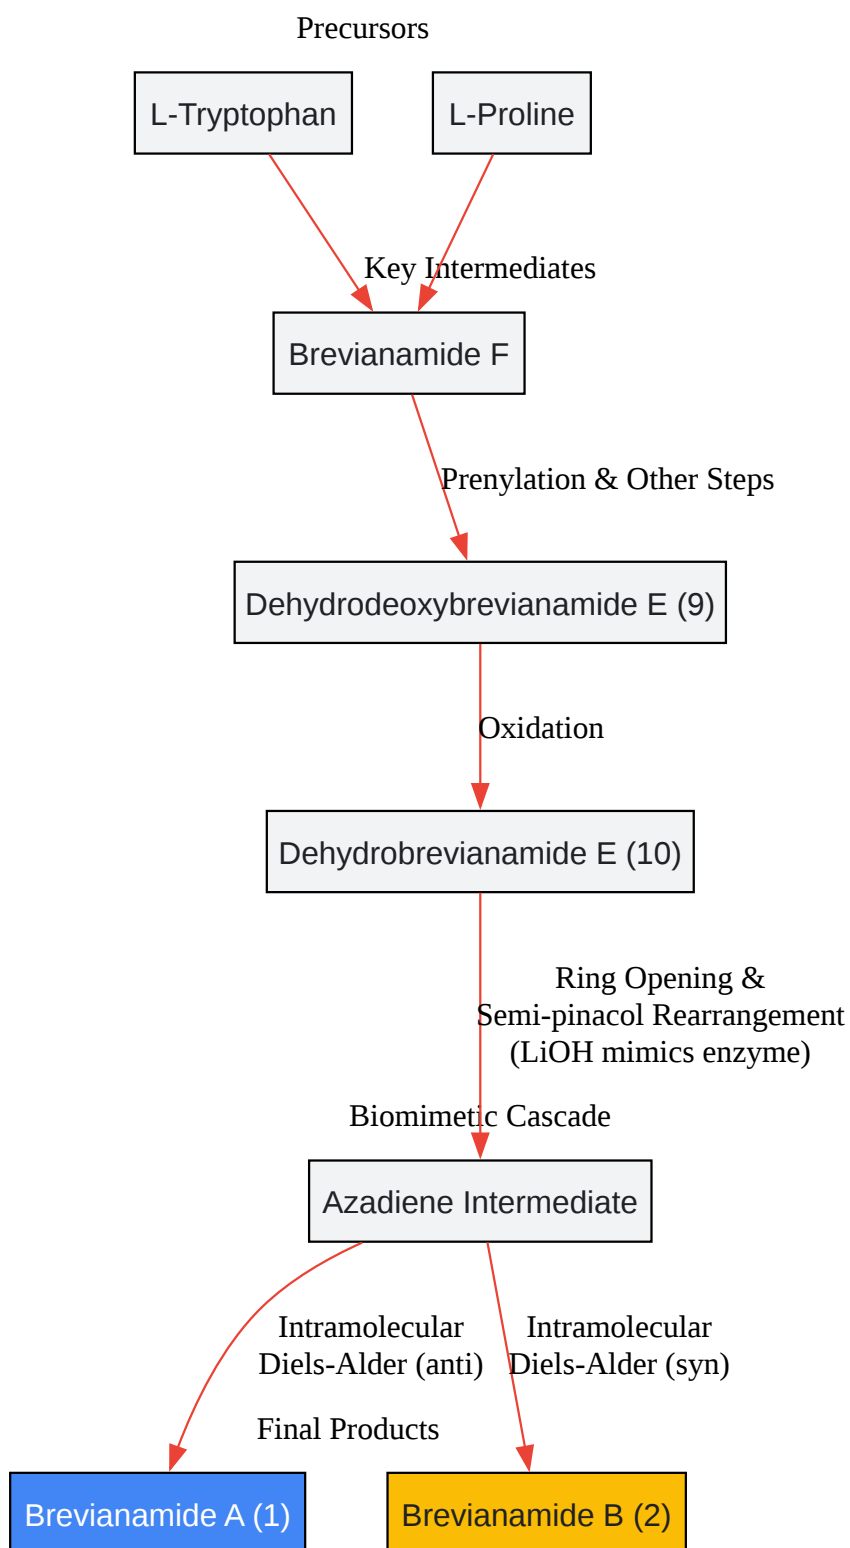 Precursors
L-Tryptophan
L-Proline
Key Intermediates
Brevianamide F
Prenylation & Other Steps
Dehydrodeoxybrevianamide E (9)
Oxidation
Dehydrobrevianamide E (10)
Ring Opening &
Semi-pinacol Rearrangement
(LiOH mimics enzyme)
Biomimetic Cascade
Azadiene Intermediate
Intramolecular
Diels-Alder (anti)
Intramolecular
Diels-Alder (syn)
Final Products
Brevianamide A (1)
Brevianamide B (2)